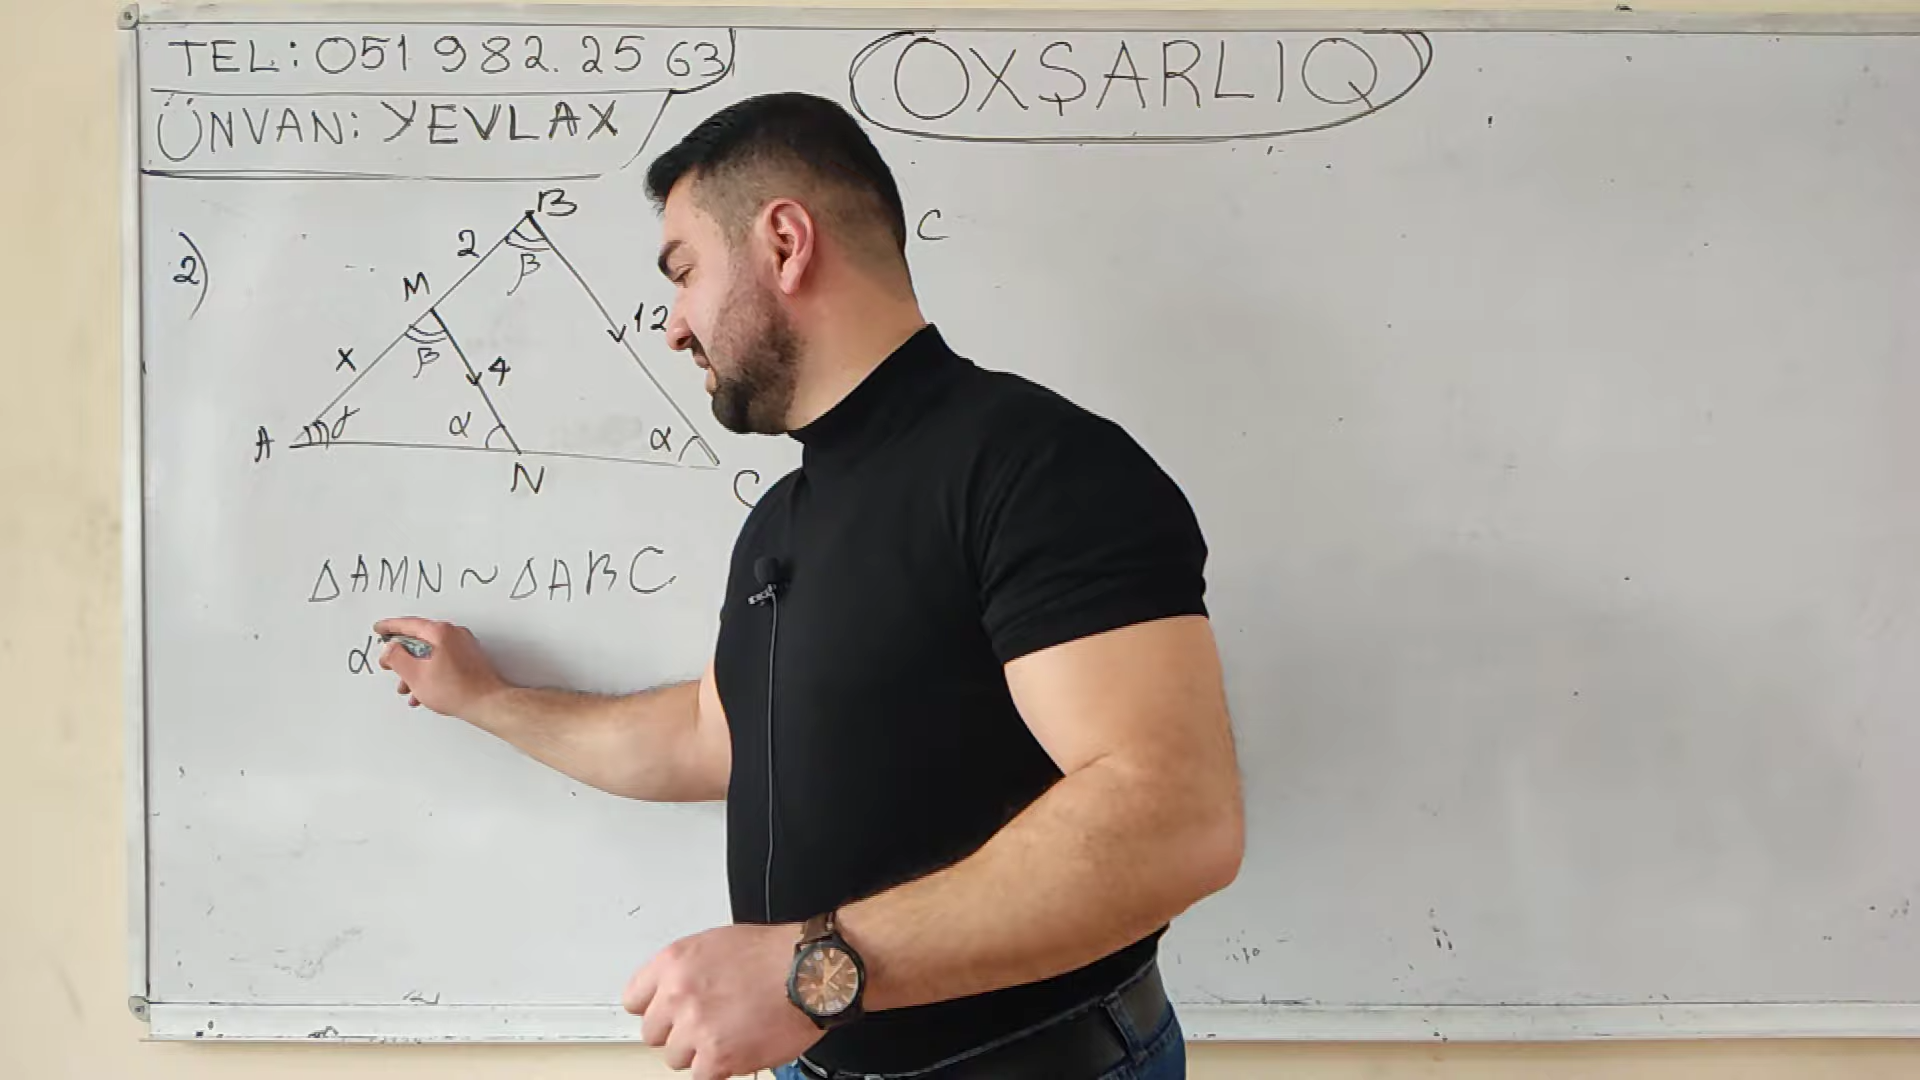 TEL: 051 982. 25 63
ÜNVAN: YEVLAX
OXŞARLIQ
2)
B
2
β
M
C
12
x
β
4
A
γ
α
α
N
C
ΔAMN ~ ΔABC
α